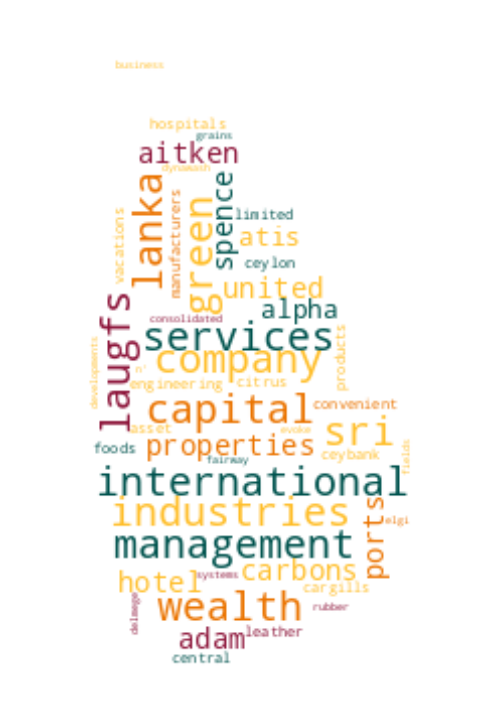 business
hospitals
grains
aitken
dynawash
lanka
manufacturers
green
spence
limited
vacations
atis
ceylon
united
laugfs
consolidated
alpha
services
company
products
developments
n'
engineering
citrus
capital
convenient
asset
evoke
sri
foods
properties
fairway
ceybank
fields
international
industries
ports
elgi
management
hotel
systems
carbons
cargills
delmege
wealth
rubber
adam
leather
central